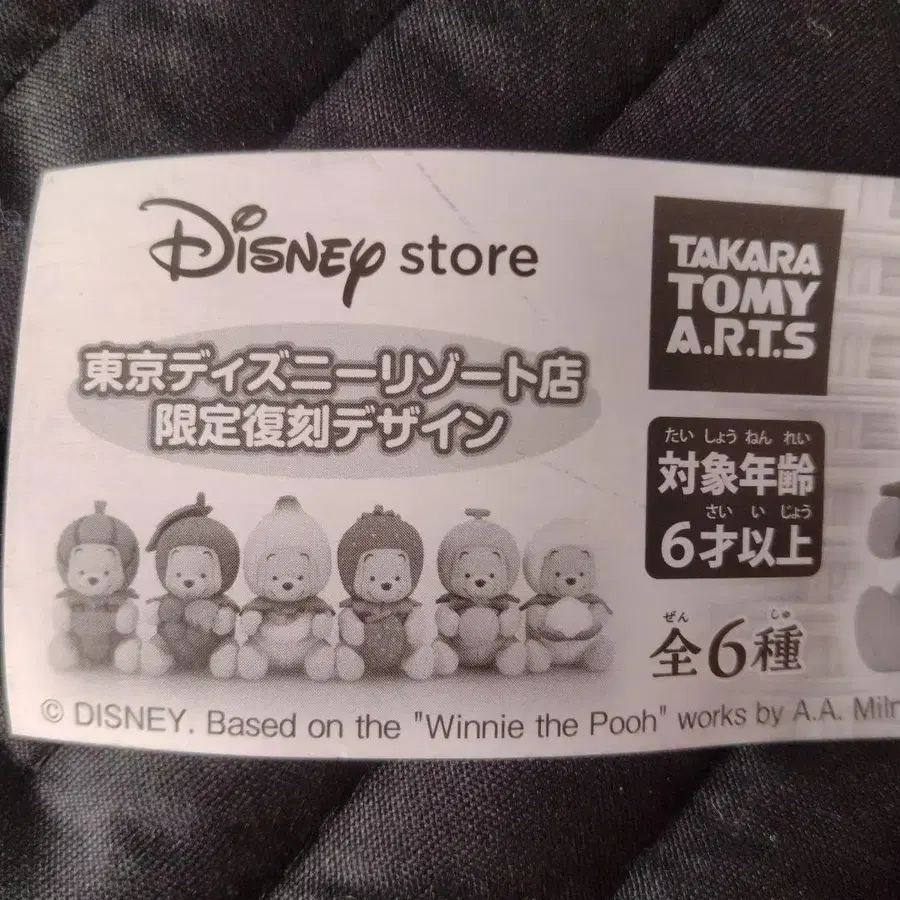 Disney store
東京ディズニーリゾート店
限定復刻デザイン
TAKARA
TOMY
A.R.T.S
たいしょうねんれい
対象年齢
さいいじょう
6才以上
ぜん しゅ
全6種
© DISNEY. Based on the "Winnie the Pooh" works by A.A.